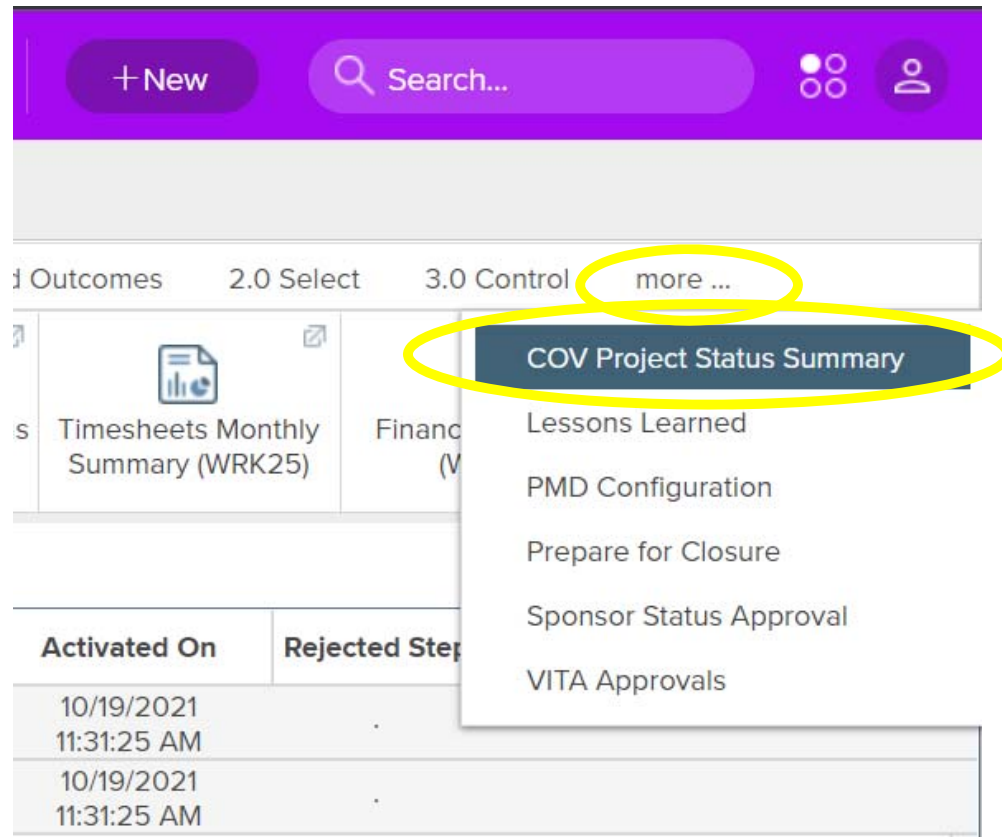 +New
Search...
d Outcomes 2.0 Select 3.0 Control more ...
COV Project Status Summary
Lessons Learned
PMD Configuration
Prepare for Closure
Sponsor Status Approval
VITA Approvals
s
Timesheets Monthly
Summary (WRK25)
Financ
(W
Activated On Rejected Step
10/19/2021
11:31:25 AM
.
10/19/2021
11:31:25 AM
.